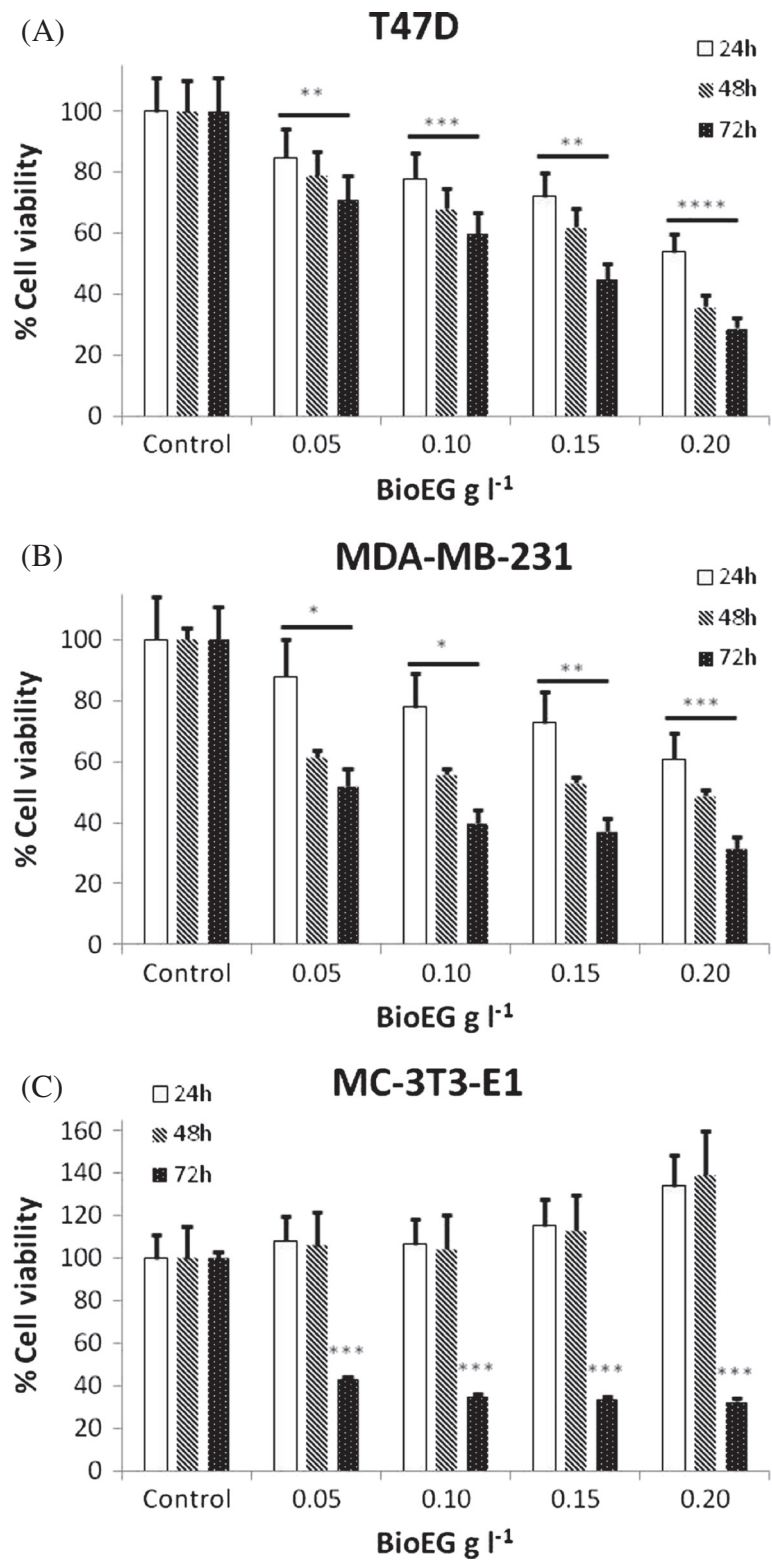 (A)
T47D
24h
48h
72h
% Cell viability
100
80
60
40
20
0
**
***
**
****
Control 0.05 0.10 0.15 0.20
BioEG g l-1
(B)
MDA-MB-231
24h
48h
72h
% Cell viability
100
80
60
40
20
0
*
*
**
***
Control 0.05 0.10 0.15 0.20
BioEG g l-1
(C)
MC-3T3-E1
24h
48h
72h
% Cell viability
160
140
120
100
80
60
40
20
0
***
***
***
***
Control 0.05 0.10 0.15 0.20
BioEG g l-1